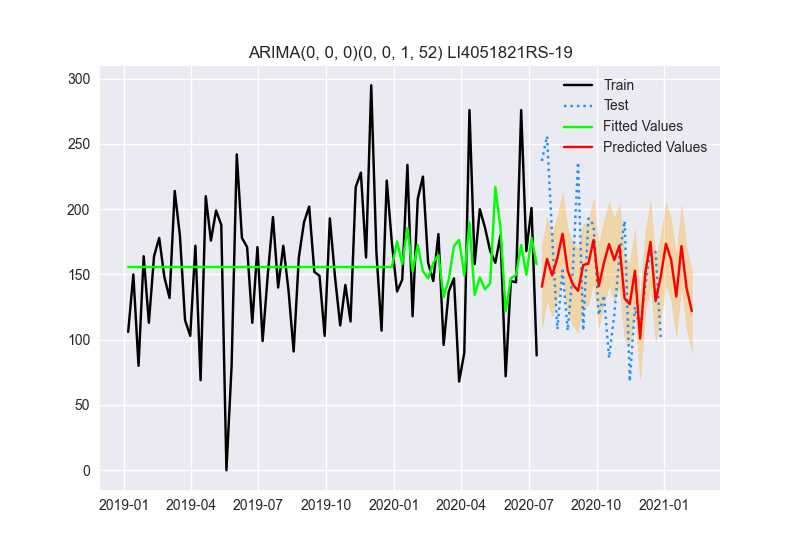 ARIMA(0, 0, 0)(0, 0, 1, 52) LI4051821RS-19
300
250
200
150
100
50
0
Train
Test
Fitted Values
Predicted Values
2019-01 2019-04 2019-07 2019-10 2020-01 2020-04 2020-07 2020-10 2021-01